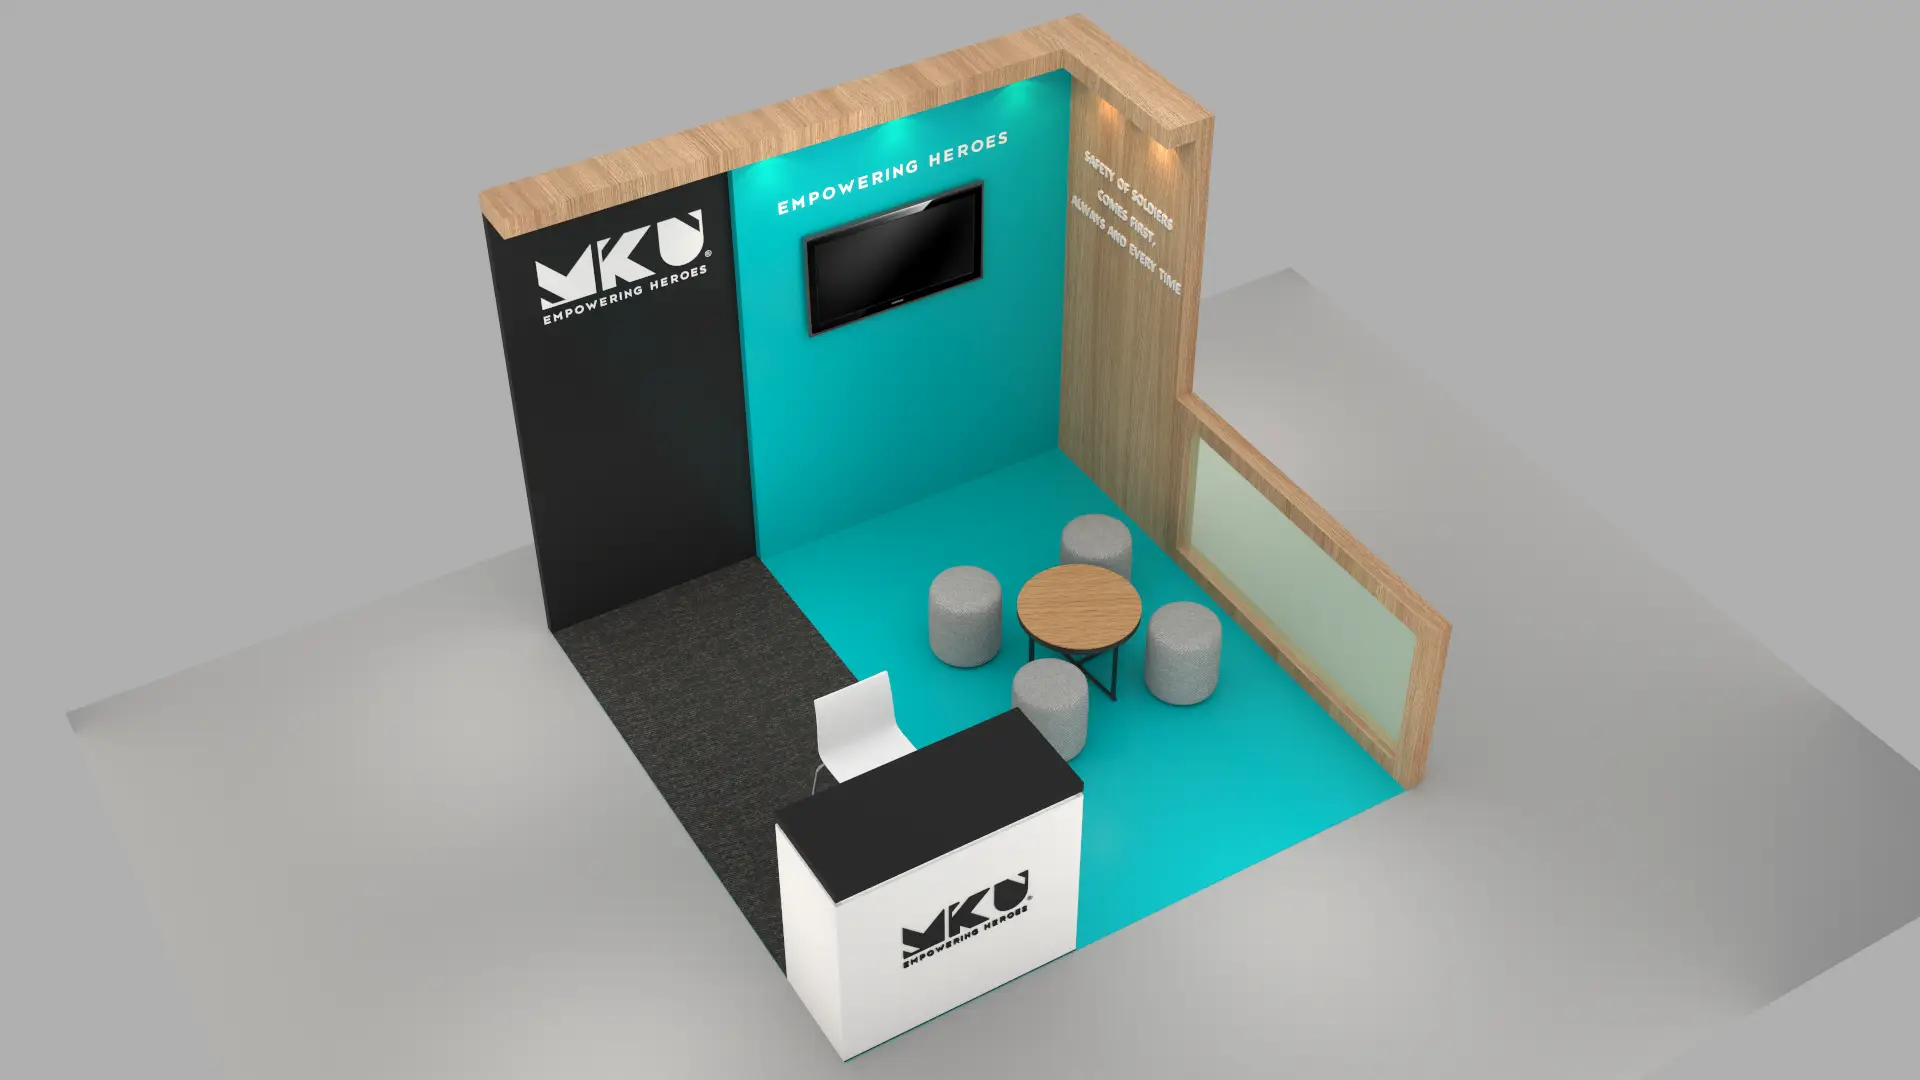 MKU®
EMPOWERING HEROES
EMPOWERING HEROES
SAFETY OF SOLDIERS
COMES FIRST,
ALWAYS AND EVERY TIME
MKU®
EMPOWERING HEROES